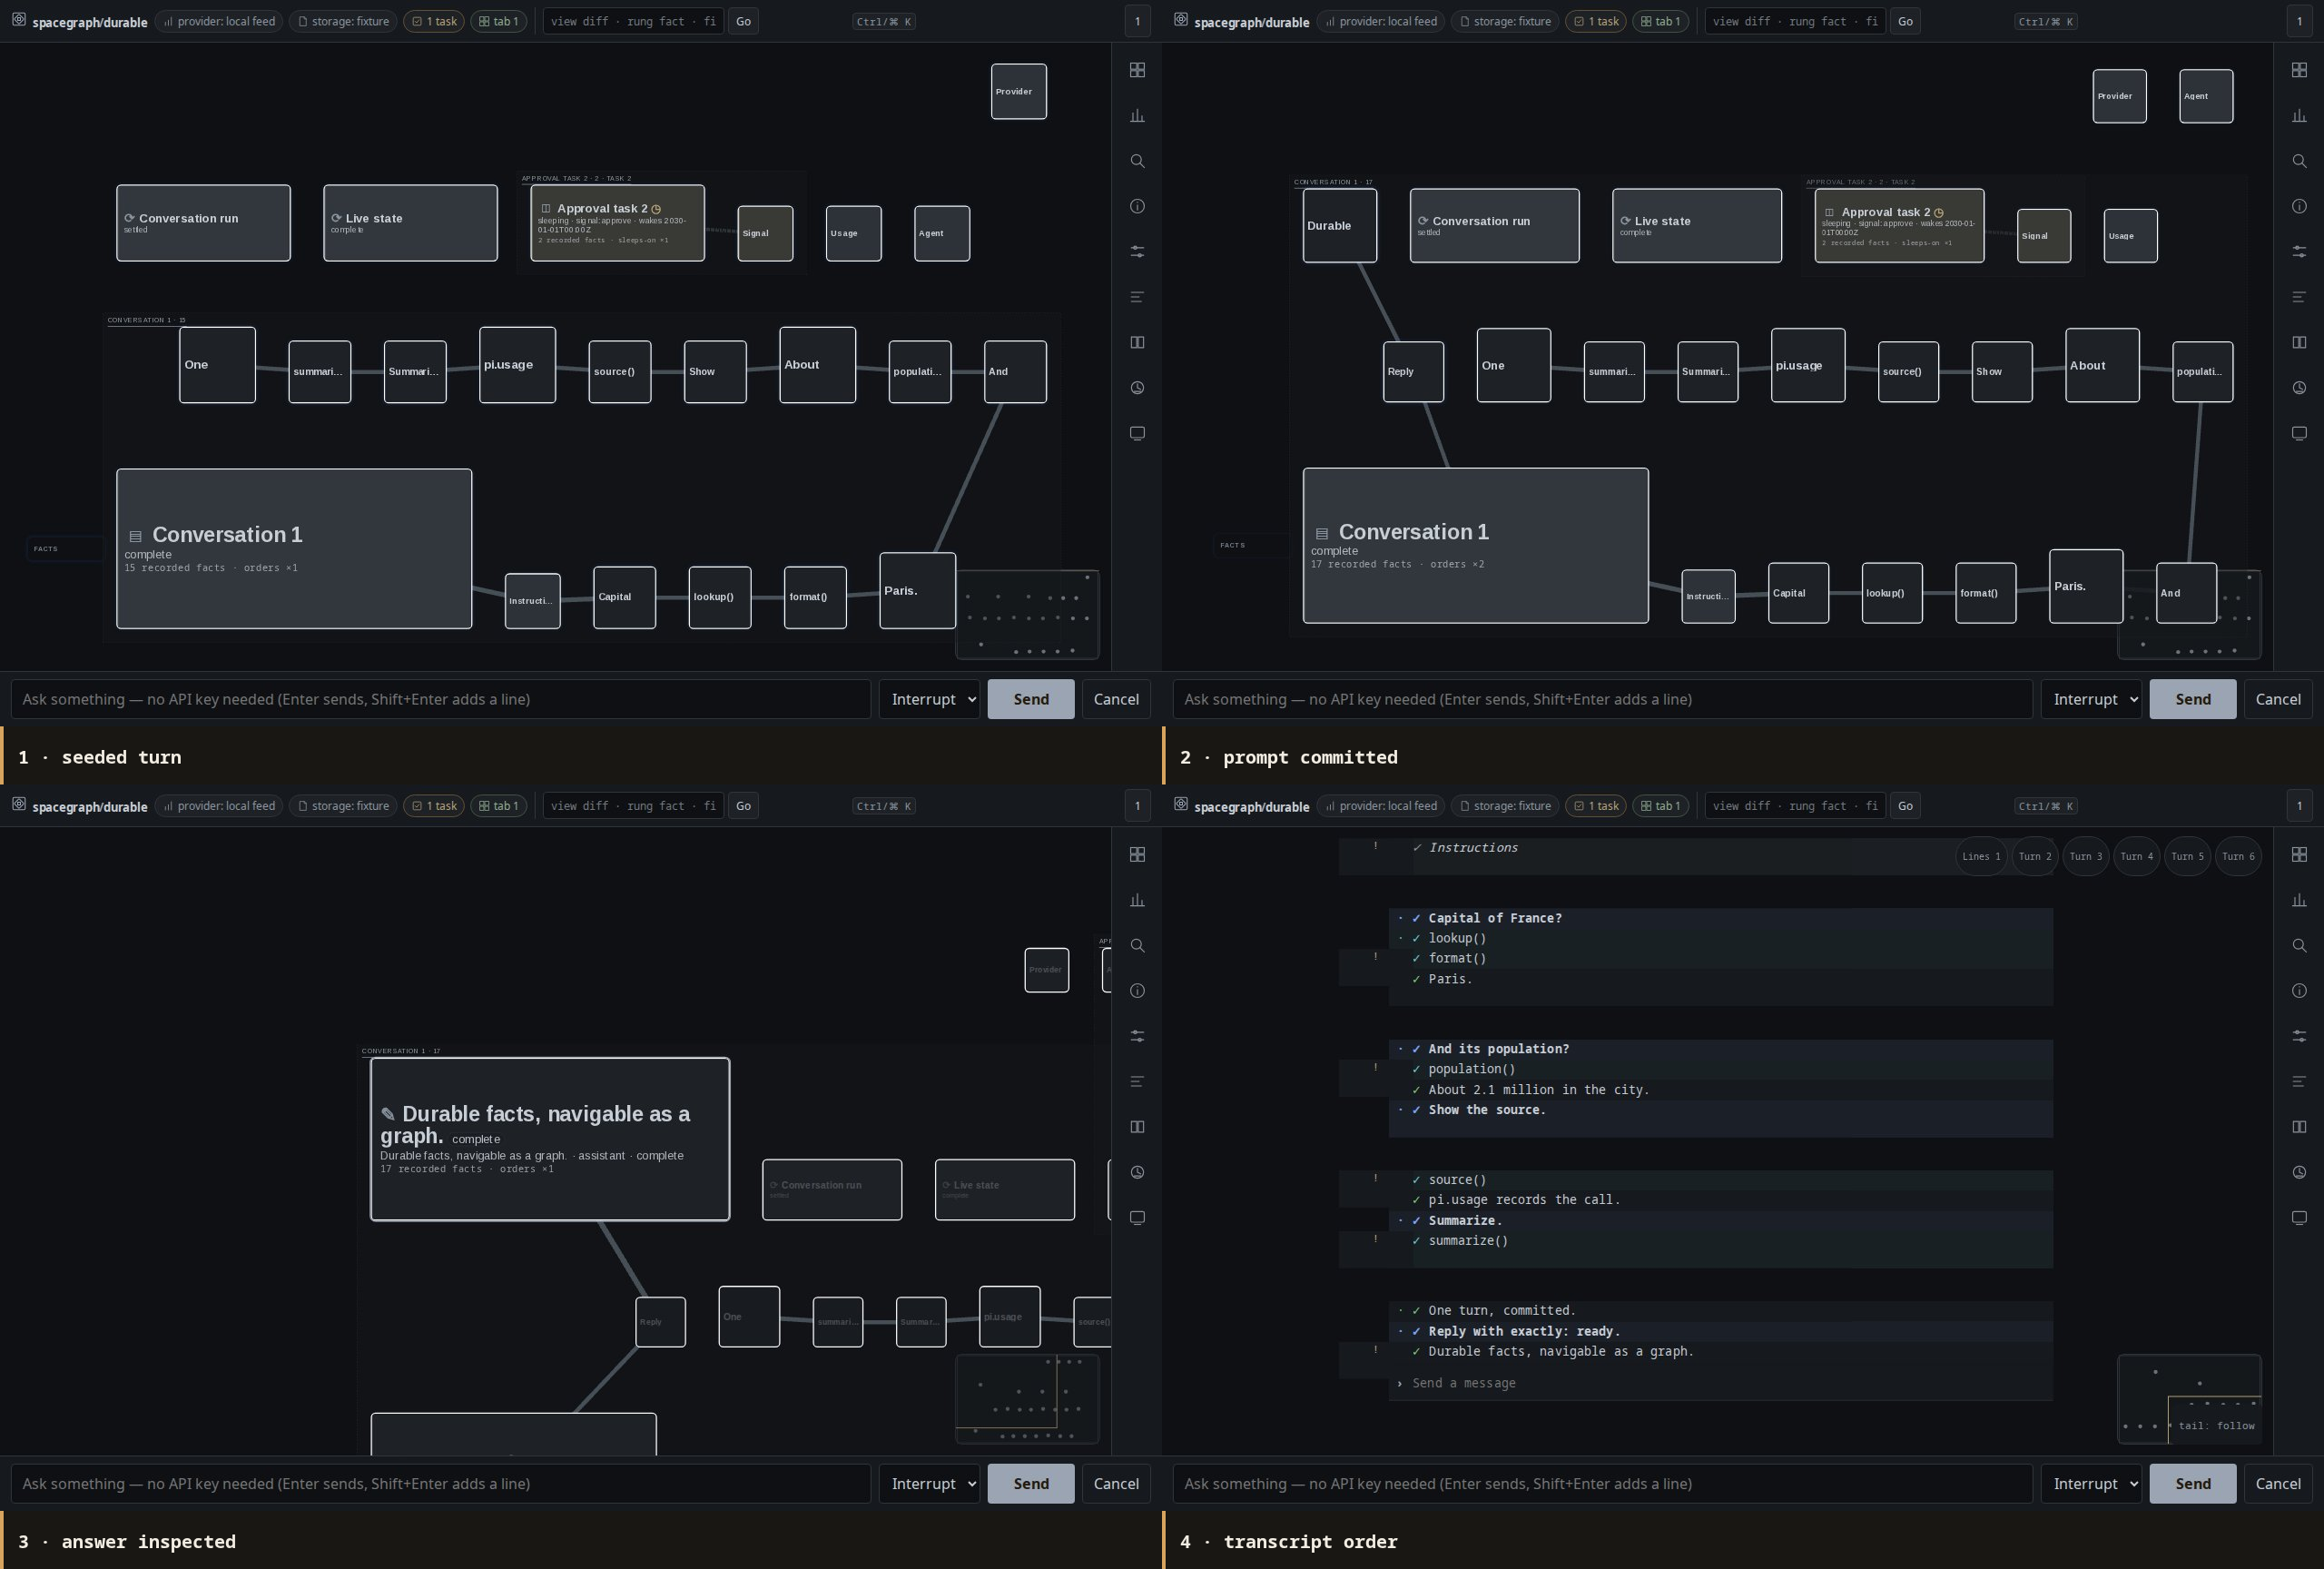 spacegraph/durable provider: local feed storage: fixture 1 task tab 1 view diff · rung fact · fi Go Ctrl/⌘ K 1
Provider
APPROVAL TASK 2 · 2 · TASK 2
Conversation run
settled
Live state
complete
Approval task 2
sleeping · signal: approve · wakes 2030-
01-01T00:00Z
2 recorded facts · sleeps-on ×1
Signal
Usage
Agent
CONVERSATION 1 · 15
One
summari...
Summari...
pi.usage
source()
Show
About
populati...
And
FACTS
Conversation 1
complete
15 recorded facts · orders ×1
Instructi...
Capital
lookup()
format()
Paris.
Ask something — no API key needed (Enter sends, Shift+Enter adds a line) Interrupt Send Cancel
1 · seeded turn
spacegraph/durable provider: local feed storage: fixture 1 task tab 1 view diff · rung fact · fi Go Ctrl/⌘ K 1
Provider
Agent
CONVERSATION 1 · 17
APPROVAL TASK 2 · 2 · TASK 2
Durable
Conversation run
settled
Live state
complete
Approval task 2
sleeping · signal: approve · wakes 2030-01-
01T00:00Z
2 recorded facts · sleeps-on ×1
Signal
Usage
Reply
One
summari...
Summari...
pi.usage
source()
Show
About
populati...
FACTS
Conversation 1
complete
17 recorded facts · orders ×2
Instructi...
Capital
lookup()
format()
Paris.
And
Ask something — no API key needed (Enter sends, Shift+Enter adds a line) Interrupt Send Cancel
2 · prompt committed
spacegraph/durable provider: local feed storage: fixture 1 task tab 1 view diff · rung fact · fi Go Ctrl/⌘ K 1
APP
Provider
A
CONVERSATION 1 · 17
Durable facts, navigable as a
graph. complete
Durable facts, navigable as a graph. · assistant · complete
17 recorded facts · orders ×1
Conversation run
settled
Live state
complete
Reply
One
summari...
Summar...
pi.usage
source()
Ask something — no API key needed (Enter sends, Shift+Enter adds a line) Interrupt Send Cancel
3 · answer inspected
spacegraph/durable provider: local feed storage: fixture 1 task tab 1 view diff · rung fact · fi Go Ctrl/⌘ K 1
Lines 1 Turn 2 Turn 3 Turn 4 Turn 5 Turn 6
! ✓ Instructions
· ✓ Capital of France?
· ✓ lookup()
! ✓ format()
✓ Paris.
· ✓ And its population?
! ✓ population()
✓ About 2.1 million in the city.
· ✓ Show the source.
! ✓ source()
✓ pi.usage records the call.
· ✓ Summarize.
! ✓ summarize()
· ✓ One turn, committed.
· ✓ Reply with exactly: ready.
! ✓ Durable facts, navigable as a graph.
› Send a message
tail: follow
Ask something — no API key needed (Enter sends, Shift+Enter adds a line) Interrupt Send Cancel
4 · transcript order